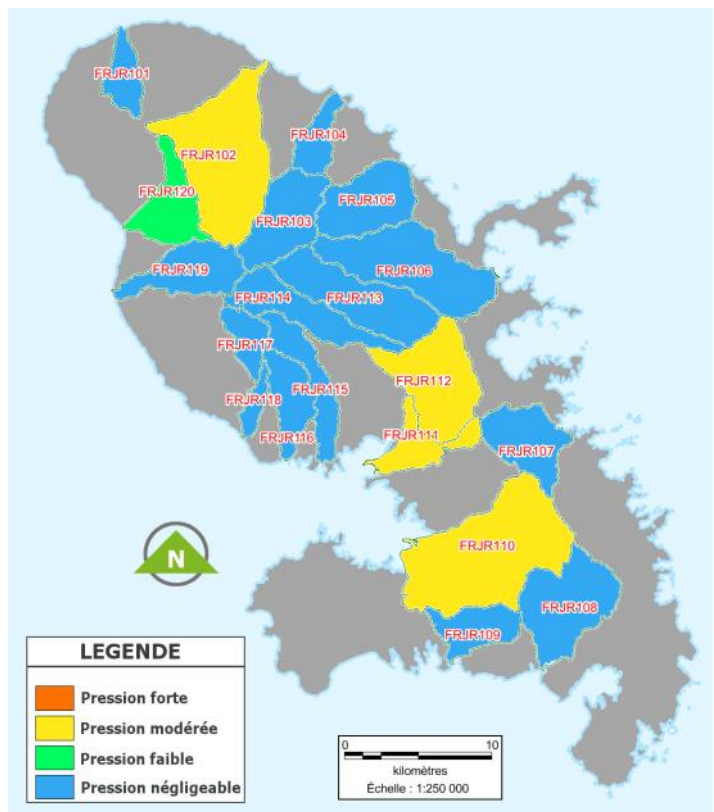 FRJR101
FRJR102
FRJR104
FRJR120
FRJR105
FRJR103
FRJR119
FRJR106
FRJR114
FRJR113
FRJR117
FRJR112
FRJR115
FRJR118
FRJR116
FRJR111
FRJR107
FRJR110
FRJR108
FRJR109
N
LEGENDE
Pression forte
Pression modérée
Pression faible
Pression négligeable
0 10
kilomètres
Échelle : 1:250 000